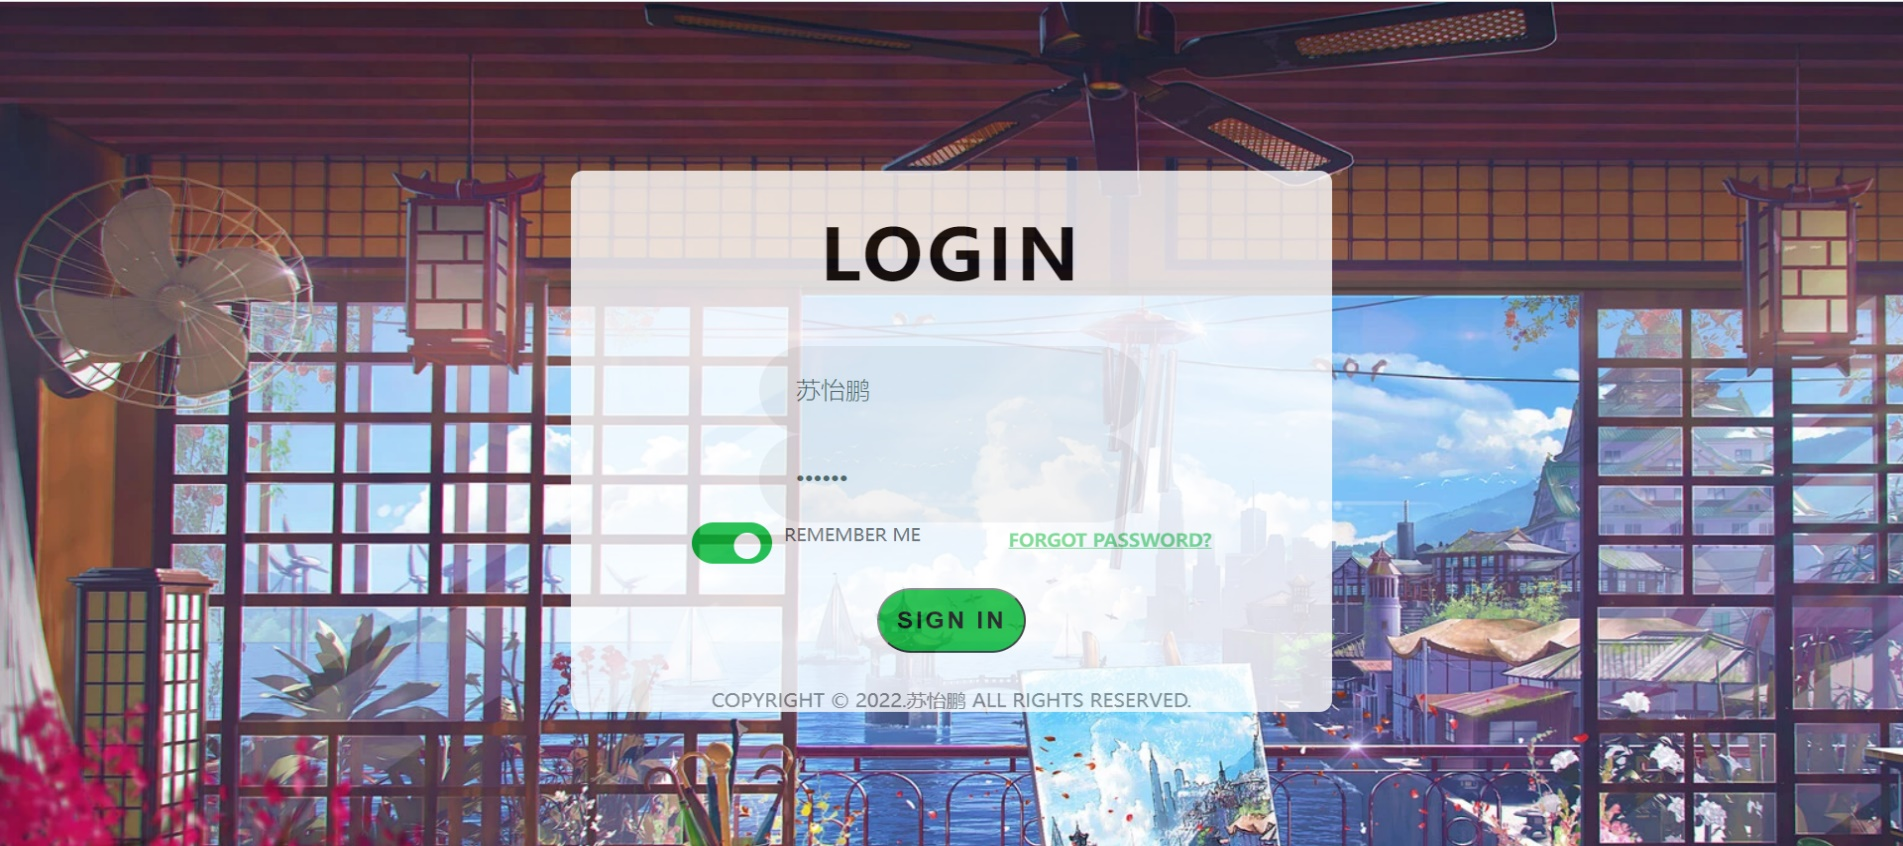 LOGIN
苏怡鹏
••••••
REMEMBER ME
FORGOT PASSWORD?
SIGN IN
COPYRIGHT © 2022.苏怡鹏 ALL RIGHTS RESERVED.